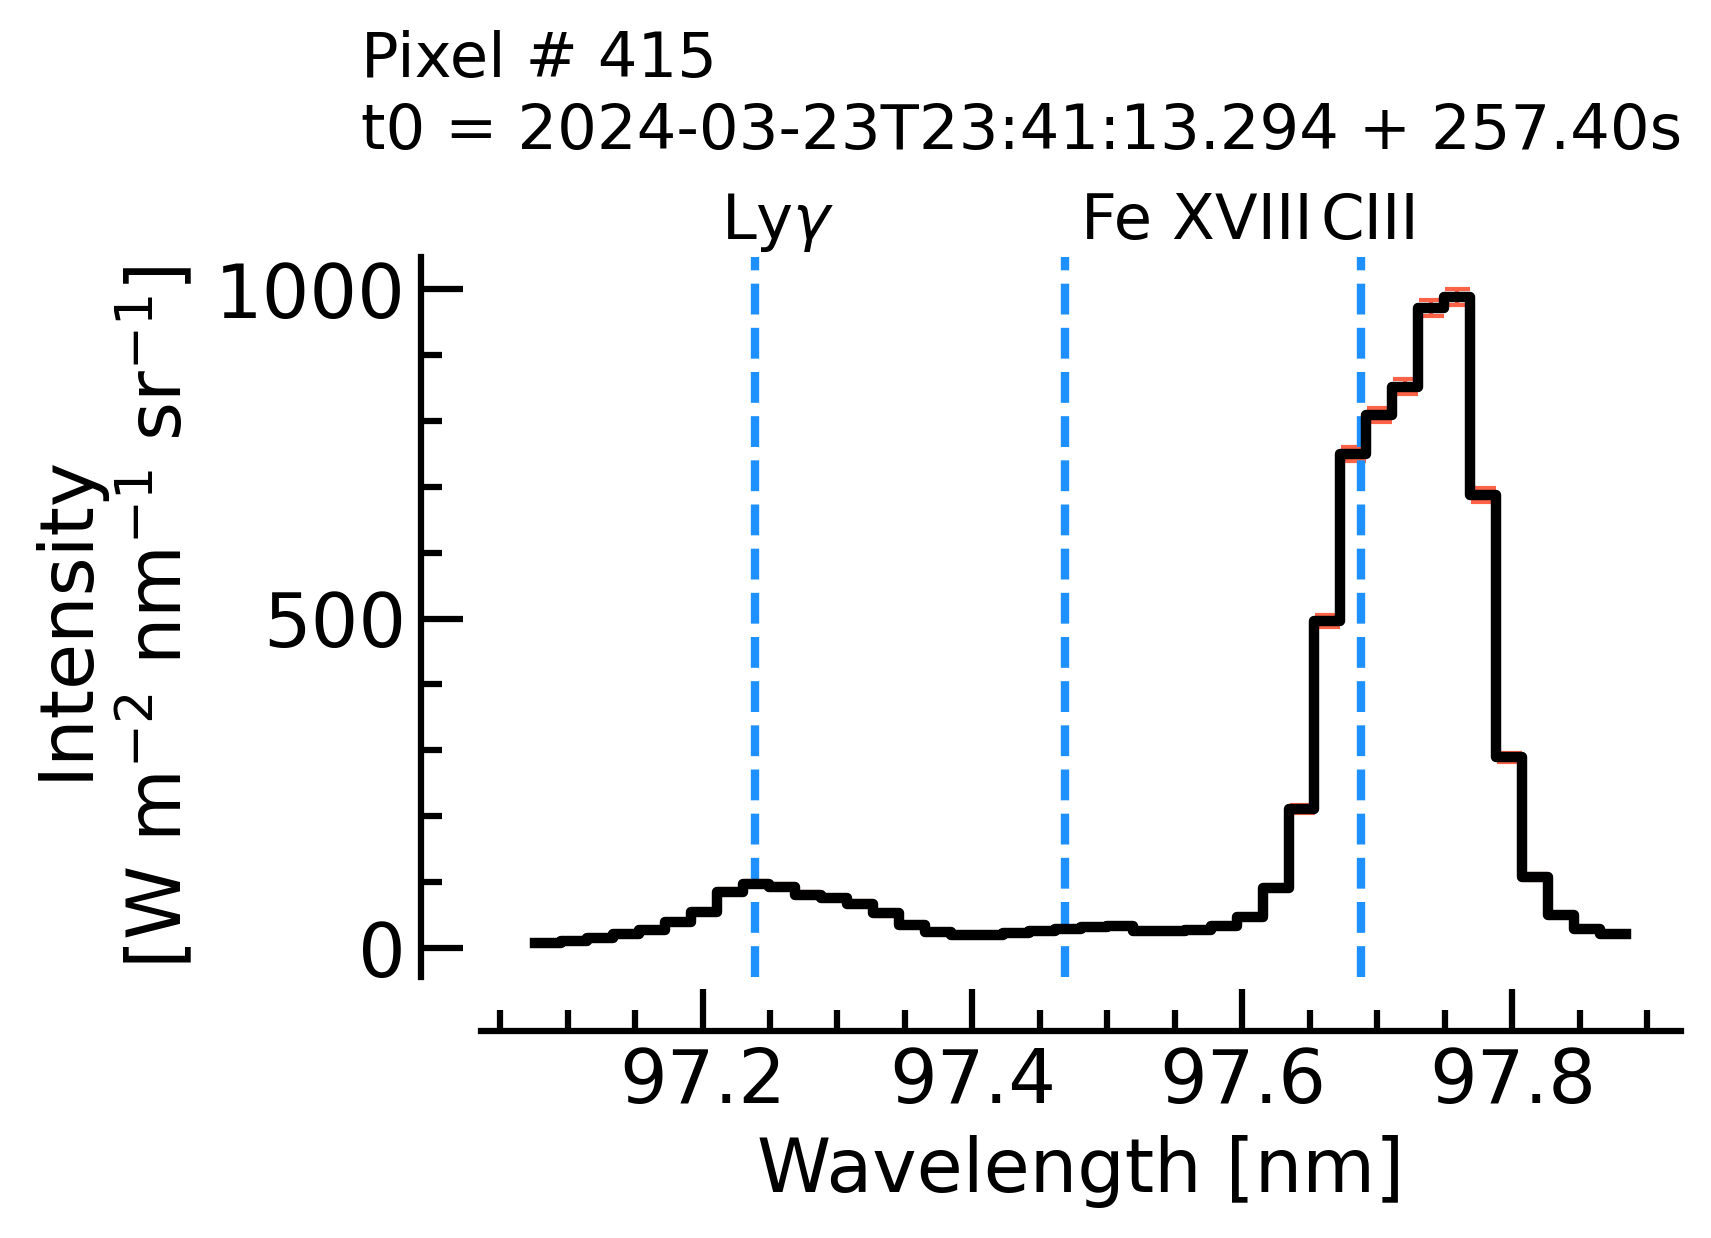 Pixel # 415
t0 = 2024-03-23T23:41:13.294 + 257.40s
Lyγ Fe XVIII CIII
Intensity
[W m⁻² nm⁻¹ sr⁻¹]
1000
500
0
97.2 97.4 97.6 97.8
Wavelength [nm]